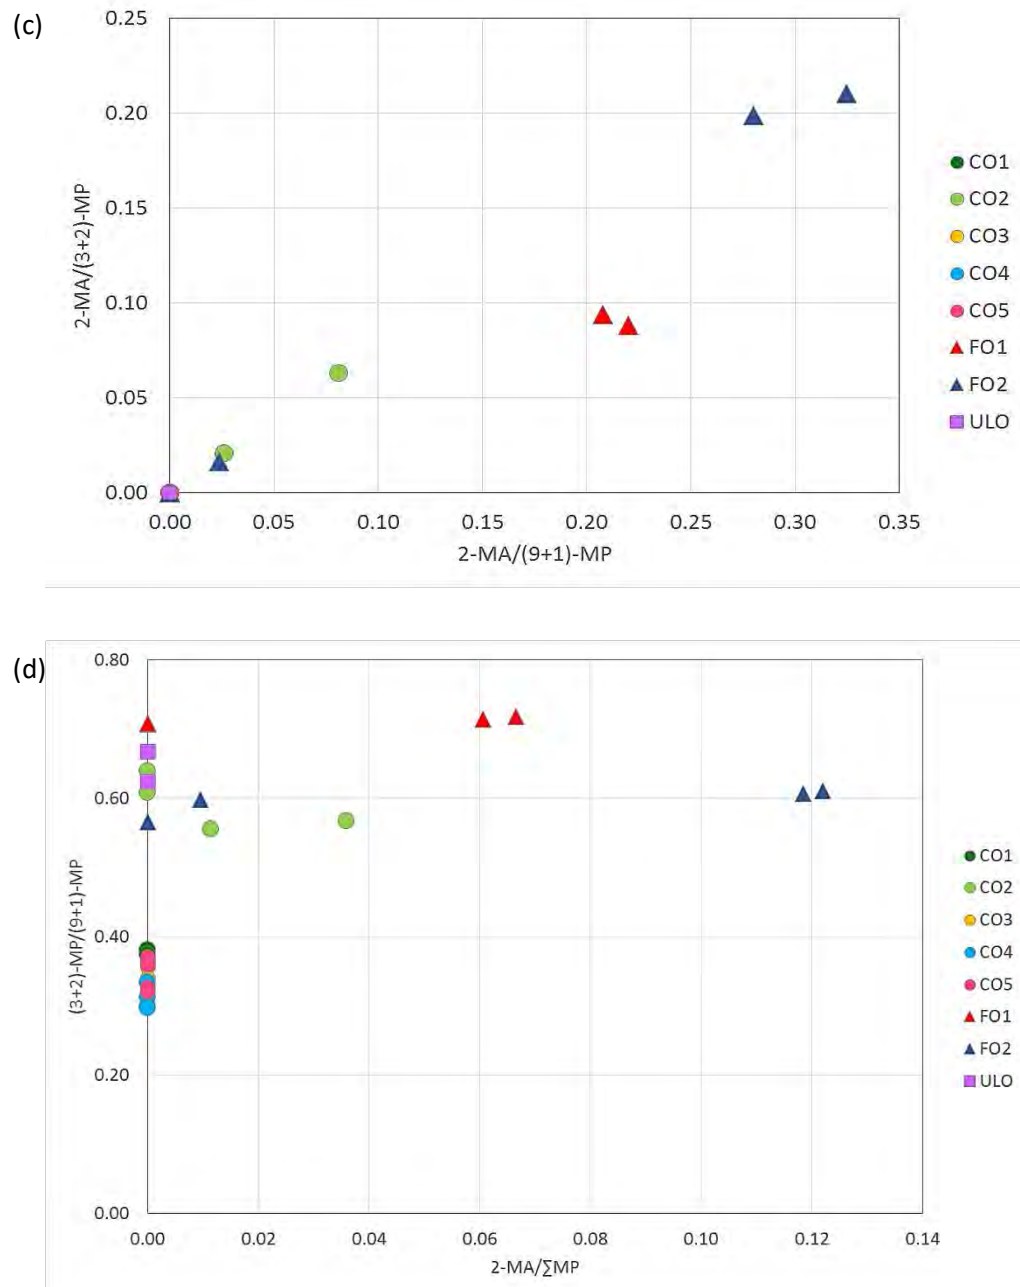 (c)
0.25
0.20
0.15
0.10
0.05
0.00
2-MA/(3+2)-MP
0.00 0.05 0.10 0.15 0.20 0.25 0.30 0.35
2-MA/(9+1)-MP
CO1
CO2
CO3
CO4
CO5
FO1
FO2
ULO
(d)
0.80
0.60
0.40
0.20
0.00
(3+2)-MP/(9+1)-MP
0.00 0.02 0.04 0.06 0.08 0.10 0.12 0.14
2-MA/∑MP
CO1
CO2
CO3
CO4
CO5
FO1
FO2
ULO